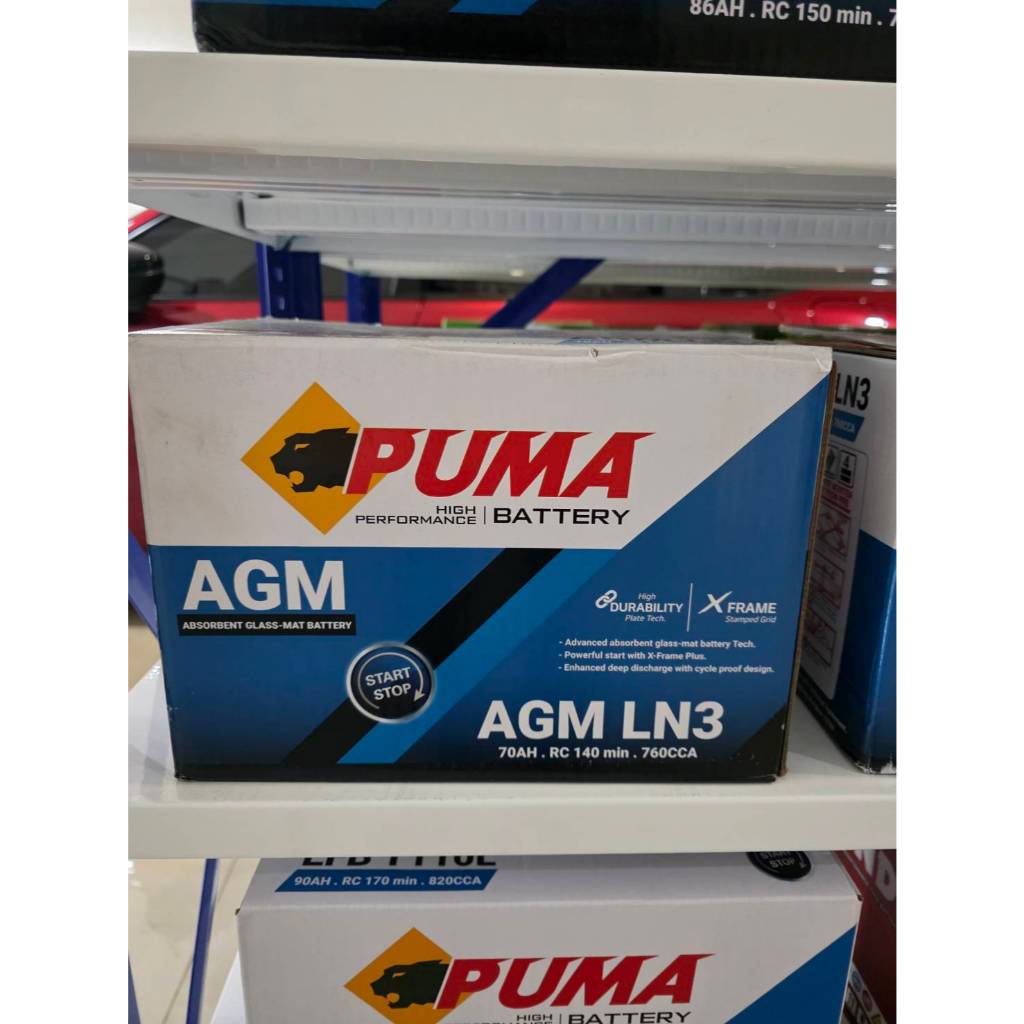 86AH . RC 150 min . 7
PUMA
HIGH PERFORMANCE | BATTERY
AGM
ABSORBENT GLASS-MAT BATTERY
START STOP
High DURABILITY Plate Tech.
X FRAME Stamped Grid
- Advanced absorbent glass-mat battery Tech.
- Powerful start with X-Frame Plus.
- Enhanced deep discharge with cycle proof design.
AGM LN3
70AH . RC 140 min . 760CCA
LN3
90AH . RC 170 min . 820CCA
START STOP
PUMA
HIGH
BATTERY